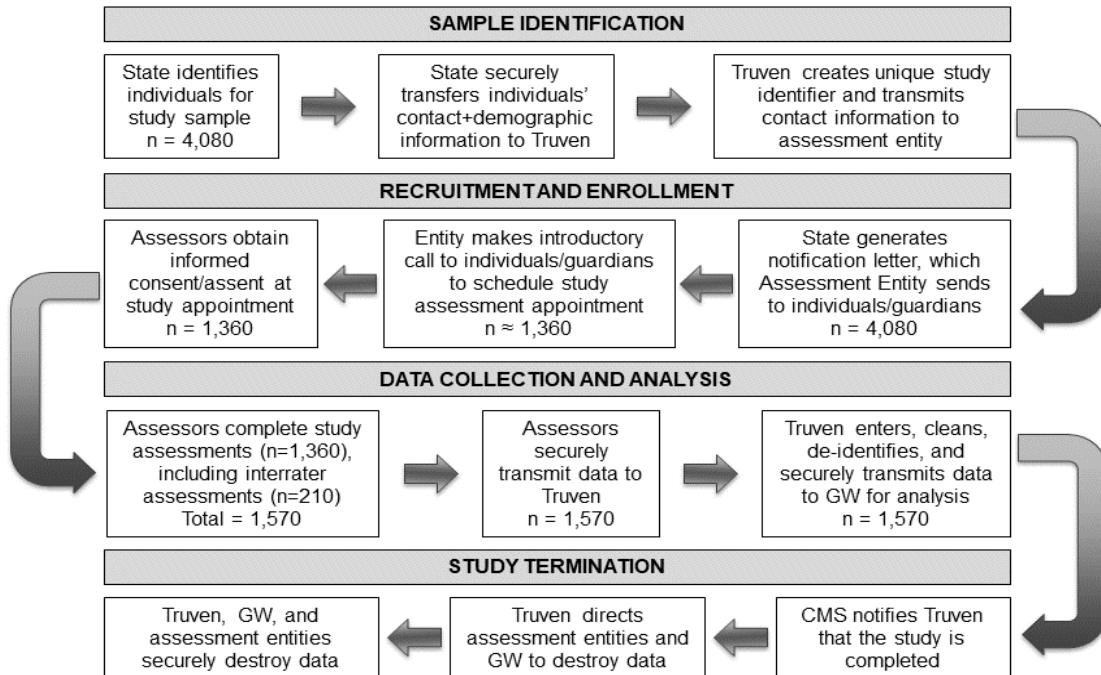 SAMPLE IDENTIFICATION
State identifies
individuals for
study sample
n = 4,080
State securely
transfers individuals'
contact+demographic
information to Truven
Truven creates unique study
identifier and transmits
contact information to
assessment entity
RECRUITMENT AND ENROLLMENT
Assessors obtain
informed
consent/assent at
study appointment
n = 1,360
Entity makes introductory
call to individuals/guardians
to schedule study
assessment appointment
n ≈ 1,360
State generates
notification letter, which
Assessment Entity sends
to individuals/guardians
n = 4,080
DATA COLLECTION AND ANALYSIS
Assessors complete study
assessments (n=1,360),
including interrater
assessments (n=210)
Total = 1,570
Assessors
securely
transmit data to
Truven
n = 1,570
Truven enters, cleans,
de-identifies, and
securely transmits data
to GW for analysis
n = 1,570
STUDY TERMINATION
Truven, GW, and
assessment entities
securely destroy data
Truven directs
assessment entities and
GW to destroy data
CMS notifies Truven
that the study is
completed